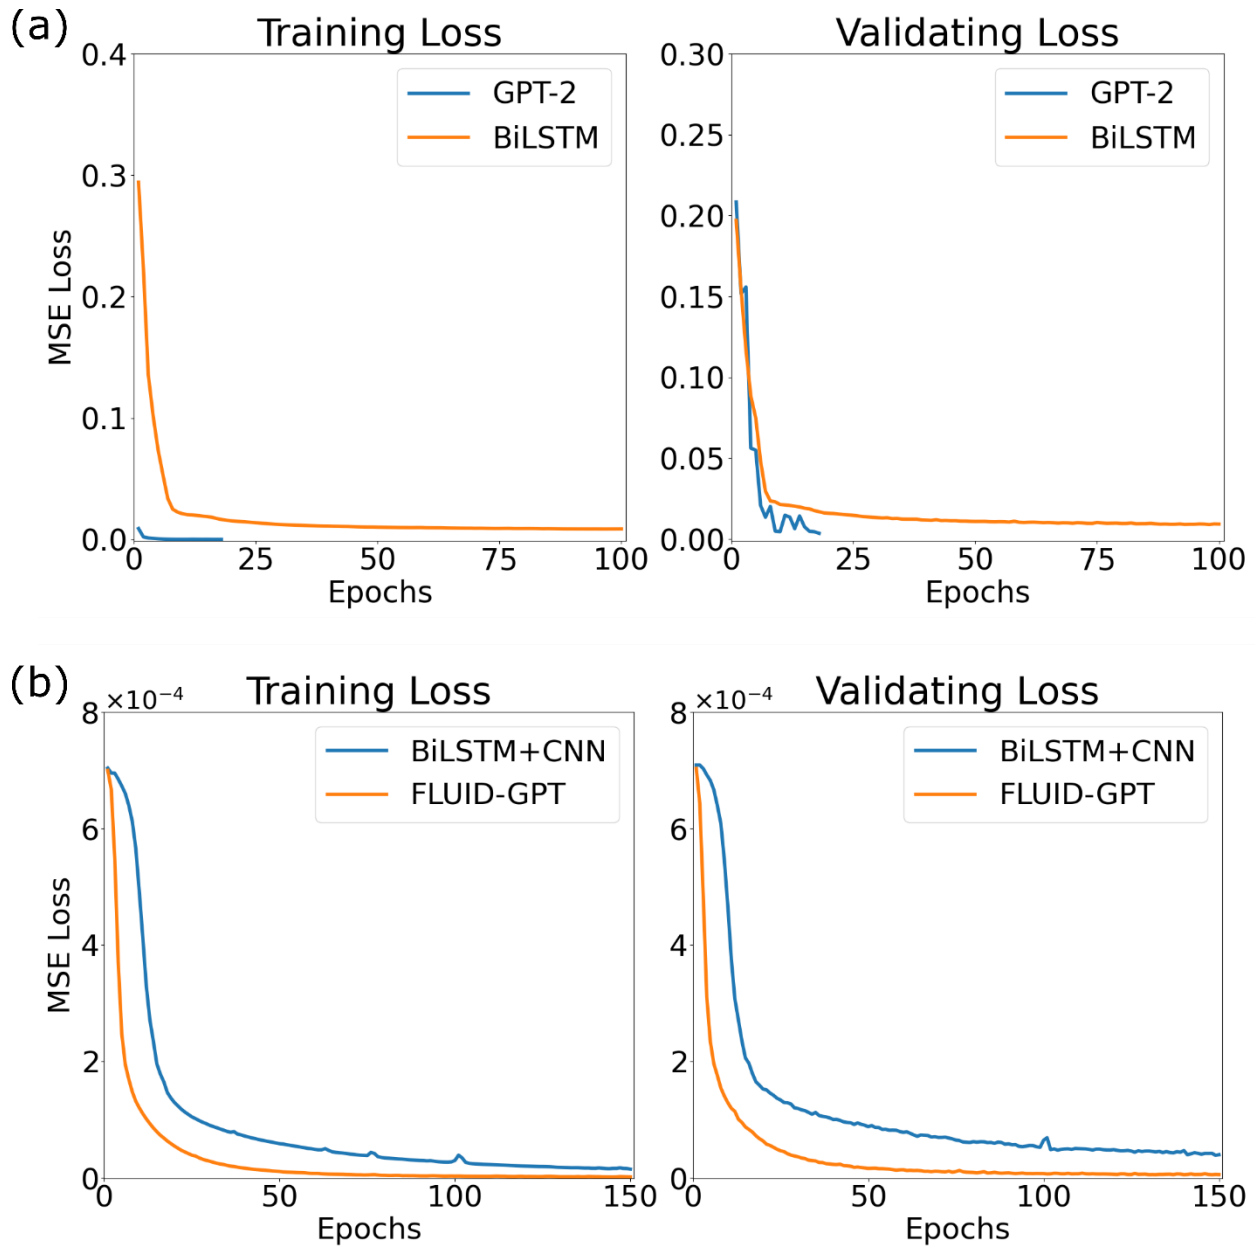 (a)
Training Loss
0.4
0.3
0.2
0.1
0.0
MSE Loss
GPT-2
BiLSTM
0 25 50 75 100
Epochs
Validating Loss
0.30
0.25
0.20
0.15
0.10
0.05
0.00
GPT-2
BiLSTM
0 25 50 75 100
Epochs
(b)
Training Loss
×10⁻⁴
8
6
4
2
0
MSE Loss
BiLSTM+CNN
FLUID-GPT
0 50 100 150
Epochs
Validating Loss
×10⁻⁴
8
6
4
2
0
BiLSTM+CNN
FLUID-GPT
0 50 100 150
Epochs